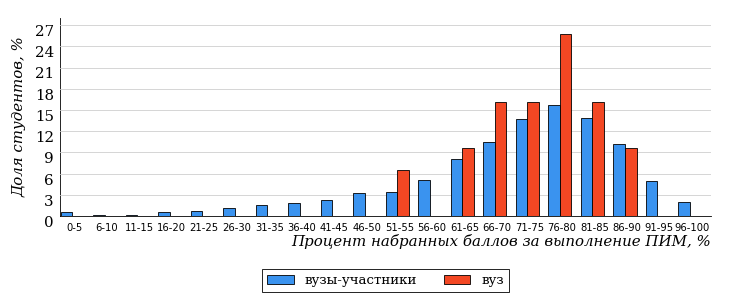 Доля студентов, %
27
24
21
18
15
12
9
6
3
0
0-5 6-10 11-15 16-20 21-25 26-30 31-35 36-40 41-45 46-50 51-55 56-60 61-65 66-70 71-75 76-80 81-85 86-90 91-95 96-100
Процент набранных баллов за выполнение ПИМ, %
вузы-участники вуз